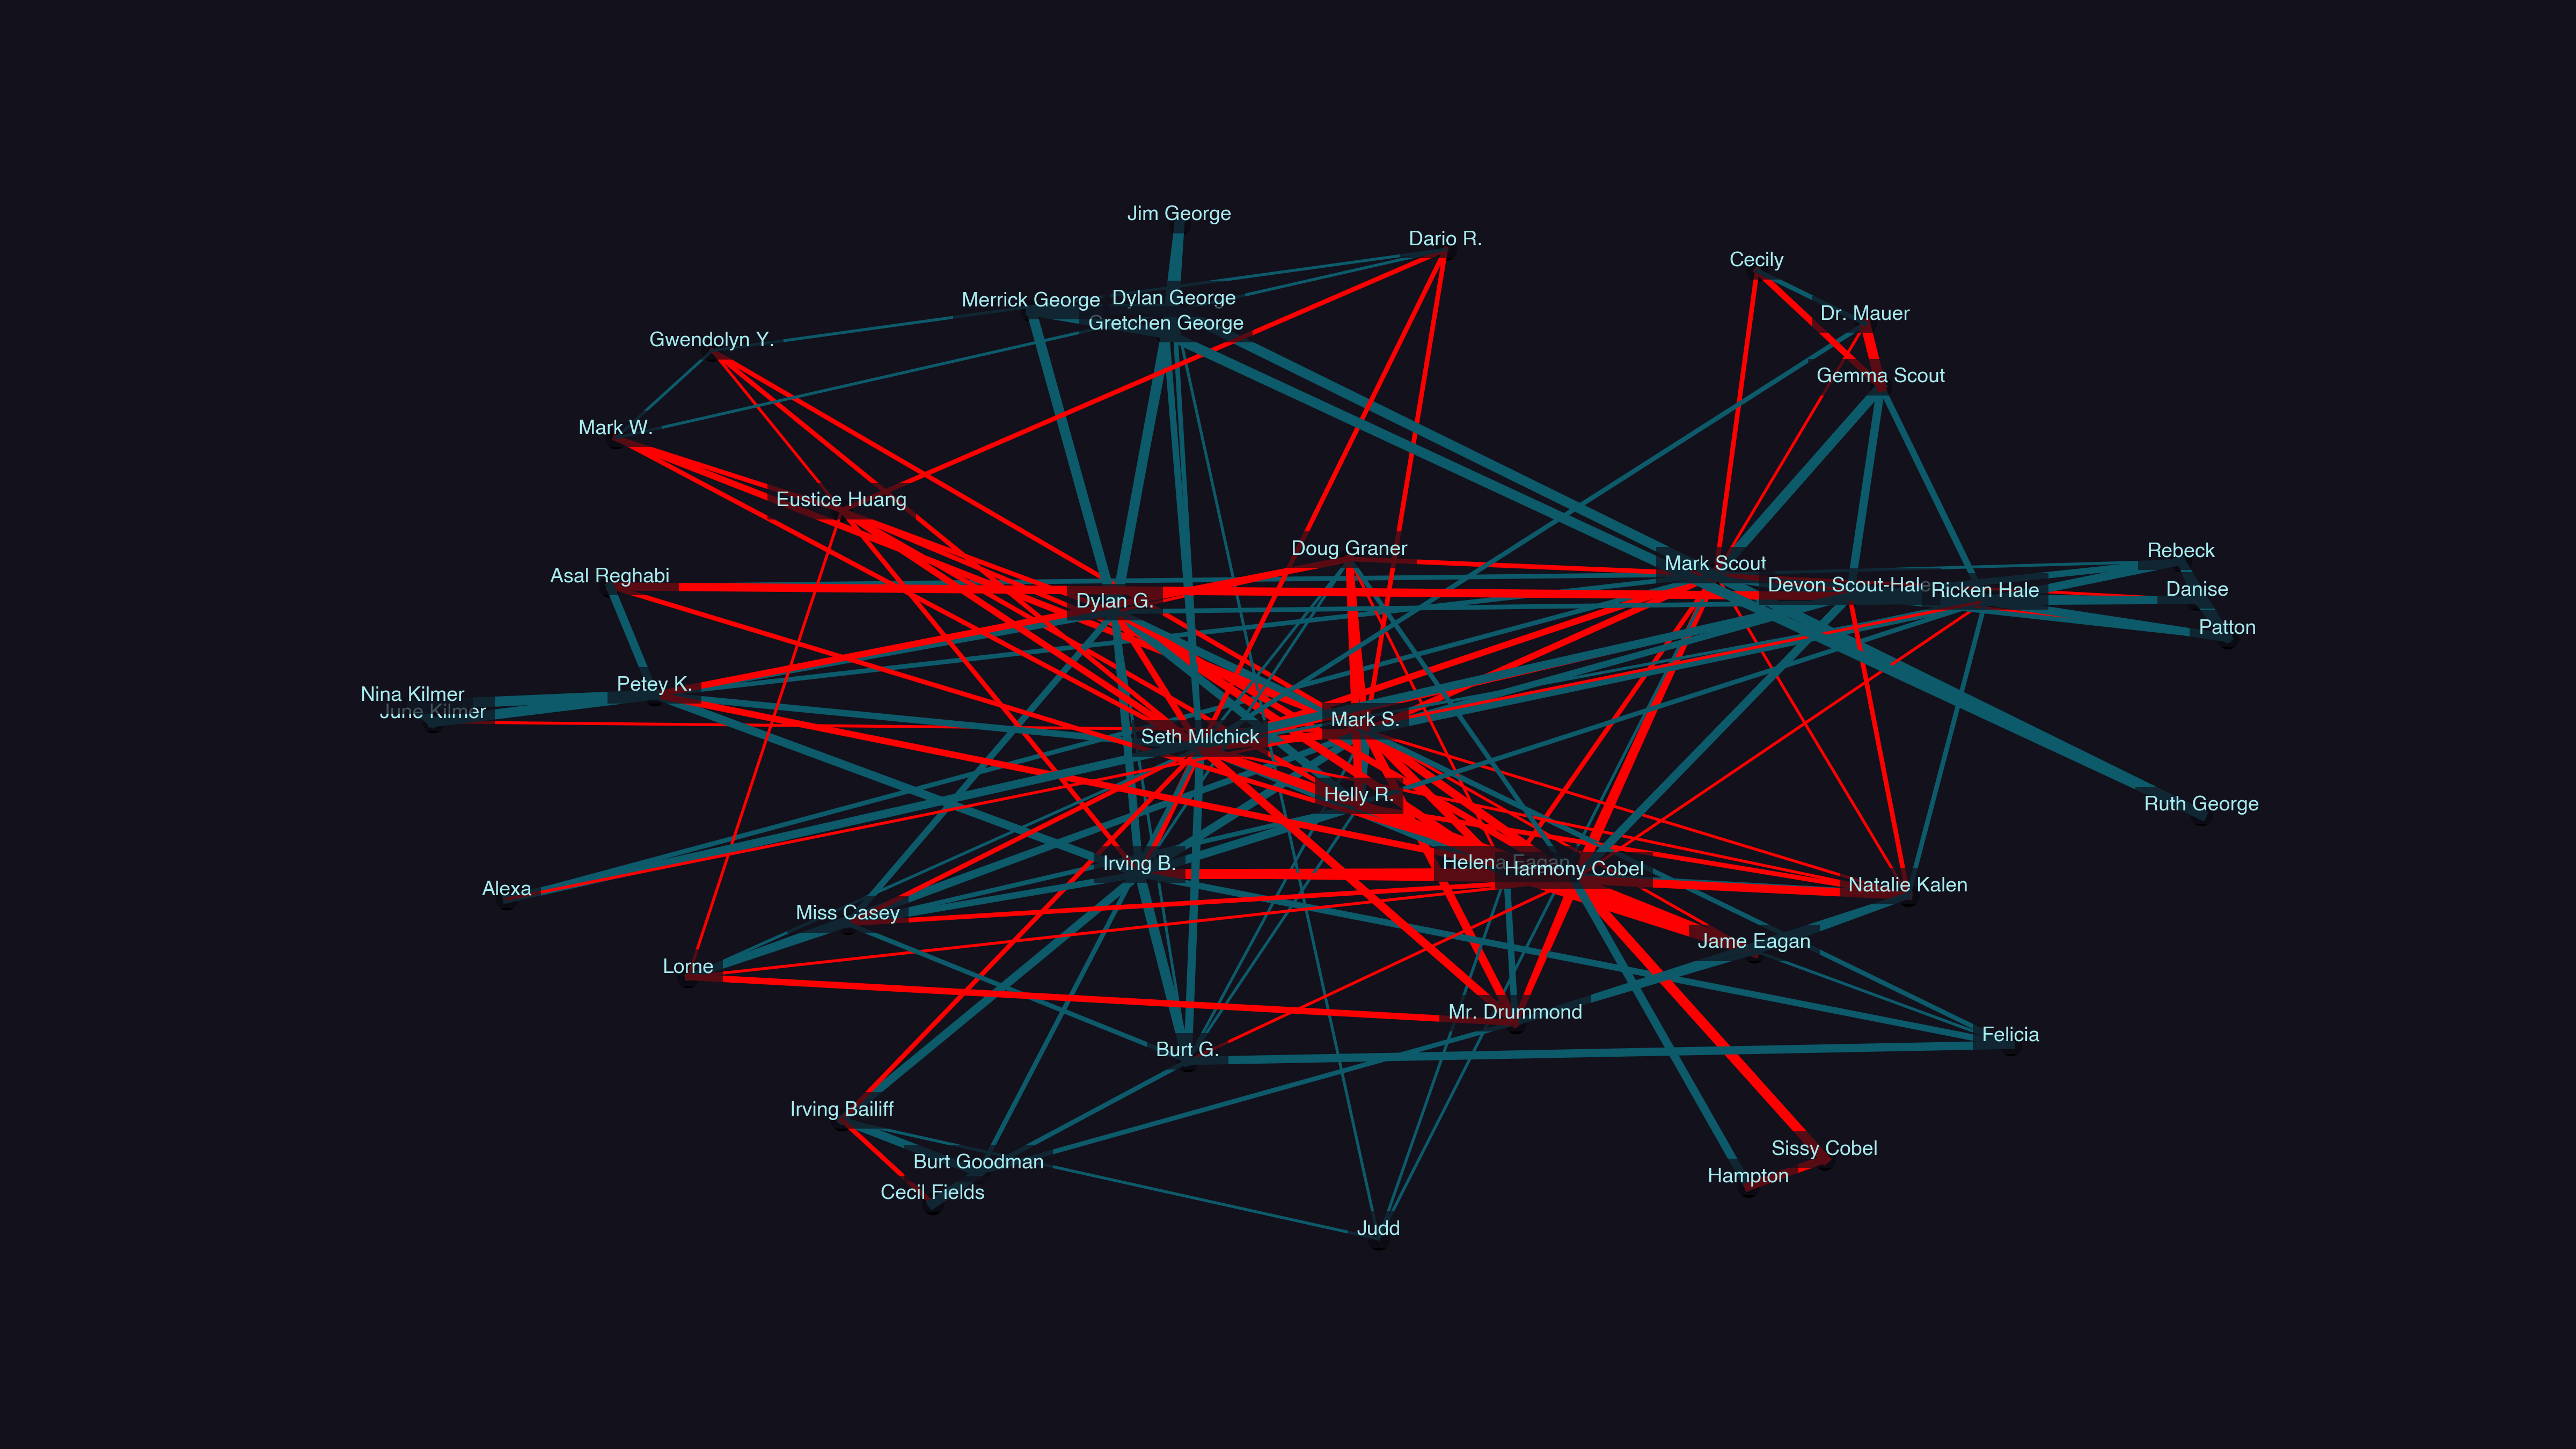 Jim George
Dario R.
Cecily
Merrick George
Dylan George
Dr. Mauer
Gretchen George
Gwendolyn Y.
Gemma Scout
Mark W.
Eustice Huang
Doug Graner
Rebeck
Mark Scout
Asal Reghabi
Devon Scout-Hale
Ricken Hale
Danise
Dylan G.
Patton
Petey K.
Nina Kilmer
June Kilmer
Mark S.
Seth Milchick
Helly R.
Ruth George
Irving B.
Helena Eagan
Harmony Cobel
Alexa
Natalie Kalen
Miss Casey
Jame Eagan
Lorne
Mr. Drummond
Felicia
Burt G.
Irving Bailiff
Sissy Cobel
Burt Goodman
Hampton
Cecil Fields
Judd